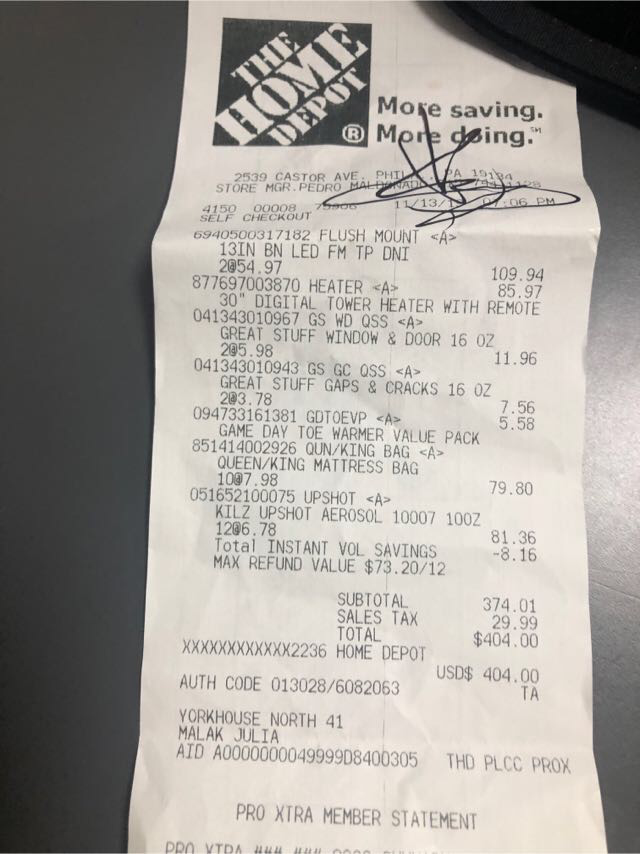 THE
HOME
DEPOT
®
More saving.
More doing.℠
2539 CASTOR AVE. PHIL PA 19134
STORE MGR.PEDRO MALDONADO
4150 00008 11/13/ :06 PM
SELF CHECKOUT
6940500317182 FLUSH MOUNT <A>
13IN BN LED FM TP DNI
2@54.97 109.94
877697003870 HEATER <A> 85.97
30" DIGITAL TOWER HEATER WITH REMOTE
041343010967 GS WD QSS <A>
GREAT STUFF WINDOW & DOOR 16 OZ
2@5.98 11.96
041343010943 GS GC QSS <A>
GREAT STUFF GAPS & CRACKS 16 OZ
2@3.78 7.56
094733161381 GDTOEVP <A> 5.58
GAME DAY TOE WARMER VALUE PACK
851414002926 QUN/KING BAG <A>
QUEEN/KING MATTRESS BAG
10@7.98 79.80
051652100075 UPSHOT <A>
KILZ UPSHOT AEROSOL 10007 10OZ
12@6.78 81.36
Total INSTANT VOL SAVINGS -8.16
MAX REFUND VALUE $73.20/12
SUBTOTAL 374.01
SALES TAX 29.99
TOTAL $404.00
XXXXXXXXXXXX2236 HOME DEPOT
USD$ 404.00
AUTH CODE 013028/6082063 TA
YORKHOUSE NORTH 41
MALAK JULIA
AID A0000000049999D8400305 THD PLCC PROX
PRO XTRA MEMBER STATEMENT
PRO XTRA ### ###